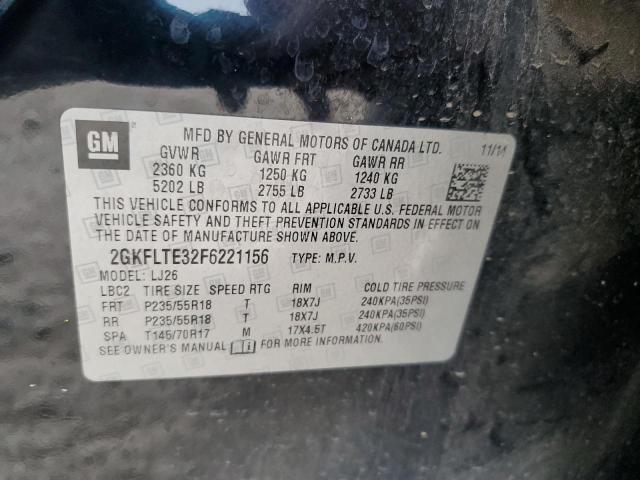 GM
MFD BY GENERAL MOTORS OF CANADA LTD. 11/14
GVWR GAWR FRT GAWR RR
2360 KG 1250 KG 1240 KG
5202 LB 2755 LB 2733 LB
THIS VEHICLE CONFORMS TO ALL APPLICABLE U.S. FEDERAL MOTOR
VEHICLE SAFETY AND THEFT PREVENTION STANDARDS IN EFFECT ON
THE DATE OF MANUFACTURE SHOWN ABOVE.
2GKFLTE32F6221156 TYPE: M.P.V.
MODEL: LJ26
LBC2 TIRE SIZE SPEED RTG RIM COLD TIRE PRESSURE
FRT P235/55R18 T 18X7J 240KPA(35PSI)
RR P235/55R18 T 18X7J 240KPA(35PSI)
SPA T145/70R17 M 17X4.5T 420KPA(60PSI)
SEE OWNER'S MANUAL i FOR MORE INFORMATION.